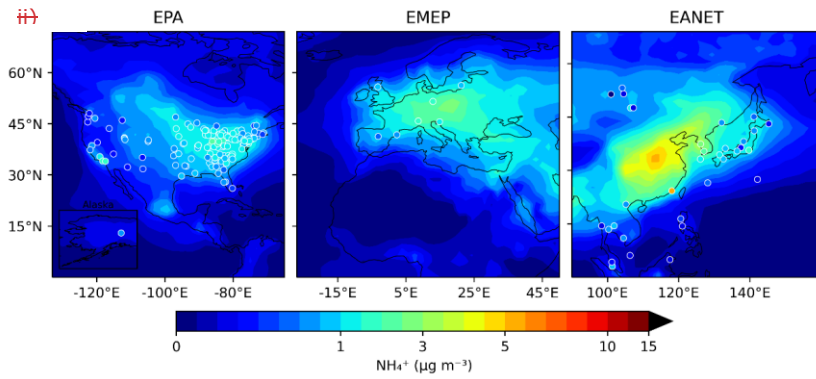 ii)
EPA EMEP EANET
60°N
45°N
30°N
15°N
Alaska
-120°E -100°E -80°E -15°E 5°E 25°E 45°E 100°E 120°E 140°E
0 1 3 5 10 15
NH₄⁺ (μg m⁻³)